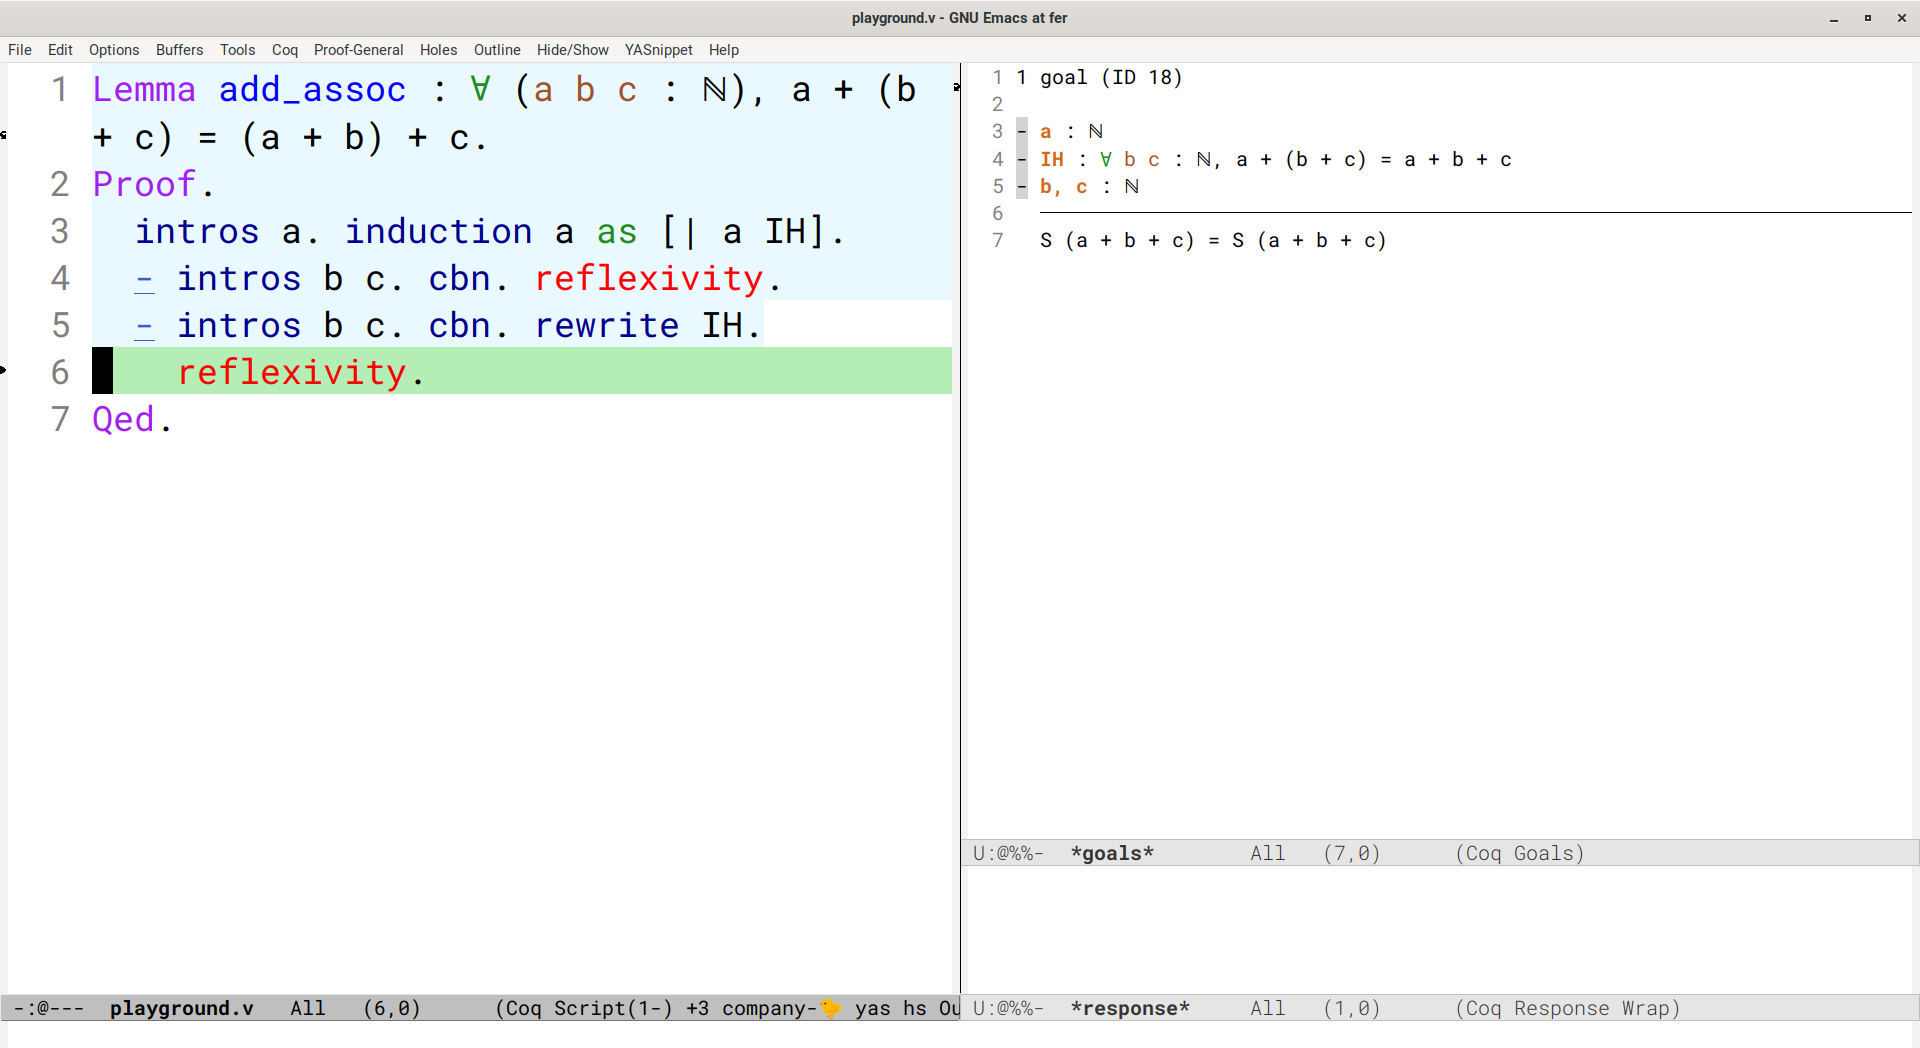 playground.v - GNU Emacs at fer
File Edit Options Buffers Tools Coq Proof-General Holes Outline Hide/Show YASnippet Help
1 Lemma add_assoc : ∀ (a b c : ℕ), a + (b
+ c) = (a + b) + c.
2 Proof.
3 intros a. induction a as [| a IH].
4 - intros b c. cbn. reflexivity.
5 - intros b c. cbn. rewrite IH.
6 reflexivity.
7 Qed.
-:@--- playground.v All (6,0) (Coq Script(1-) +3 company-🐤 yas hs Ou
1 1 goal (ID 18)
2
3 - a : ℕ
4 - IH : ∀ b c : ℕ, a + (b + c) = a + b + c
5 - b, c : ℕ
6
7 S (a + b + c) = S (a + b + c)
U:@%%- *goals* All (7,0) (Coq Goals)
U:@%%- *response* All (1,0) (Coq Response Wrap)